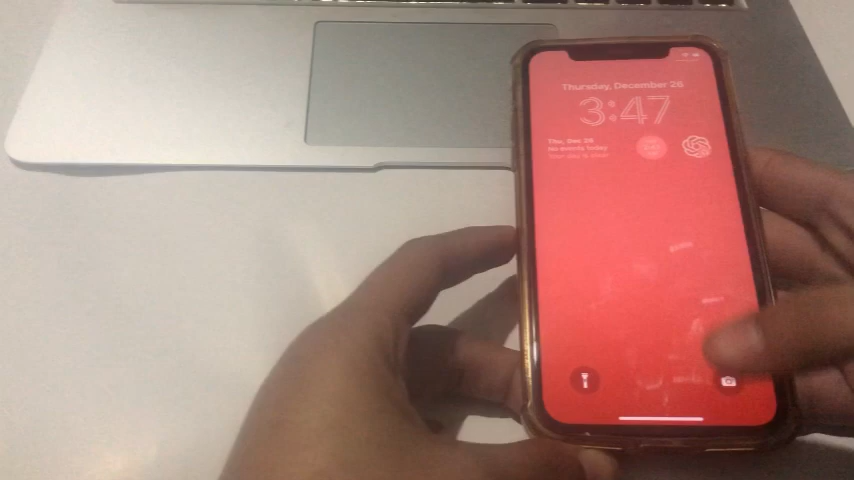 Thursday, December 26
3:47
Thu, Dec 26
No events today